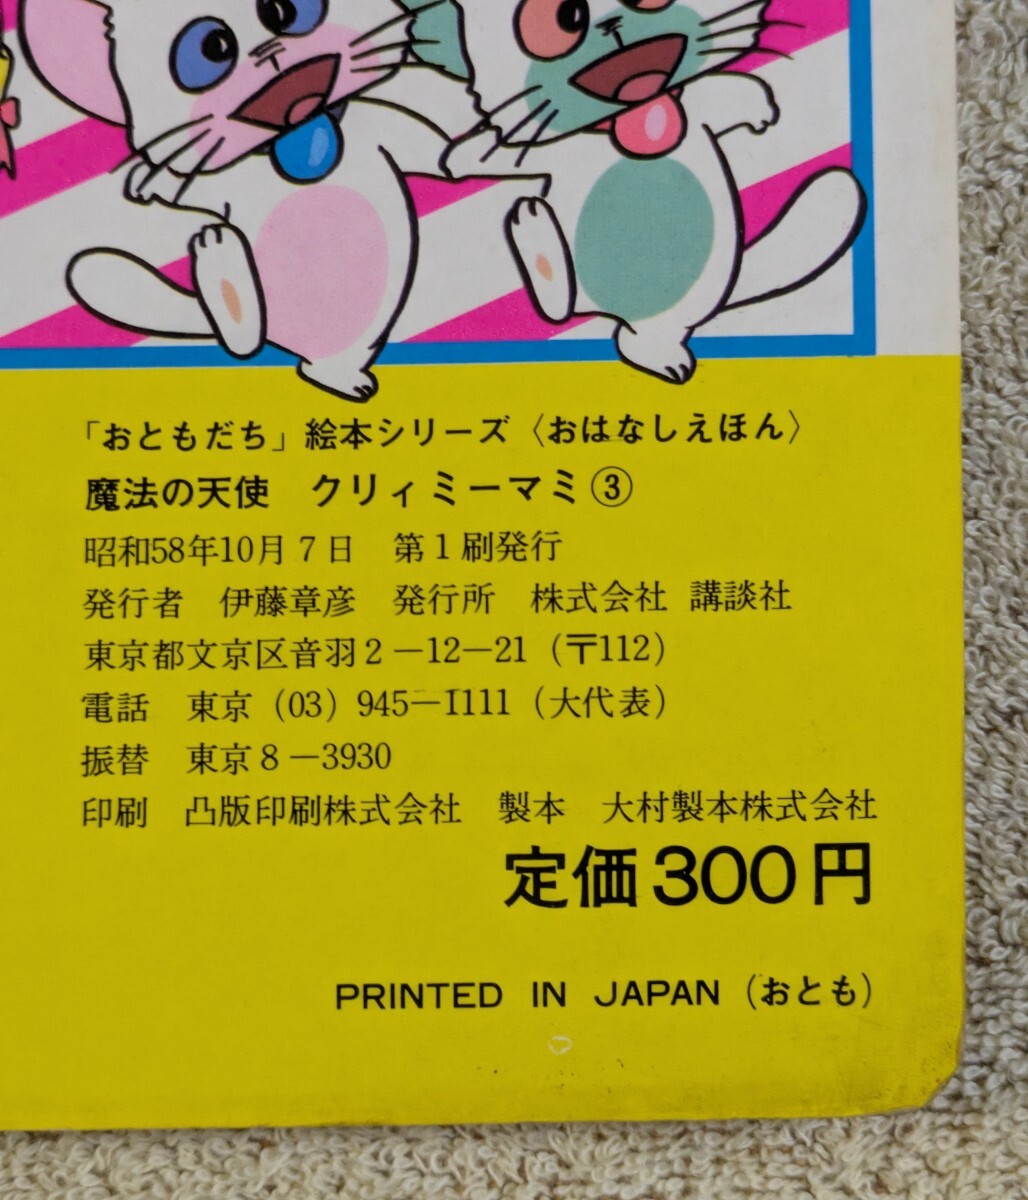 「おともだち」絵本シリーズ〈おはなしえほん〉
魔法の天使　クリィミーマミ③
昭和58年10月7日　第1刷発行
発行者　伊藤章彦　発行所　株式会社 講談社
東京都文京区音羽2－12－21（〒112）
電話　東京（03）945－1111（大代表）
振替　東京8－3930
印刷　凸版印刷株式会社　製本　大村製本株式会社
定価300円
PRINTED IN JAPAN（おとも）